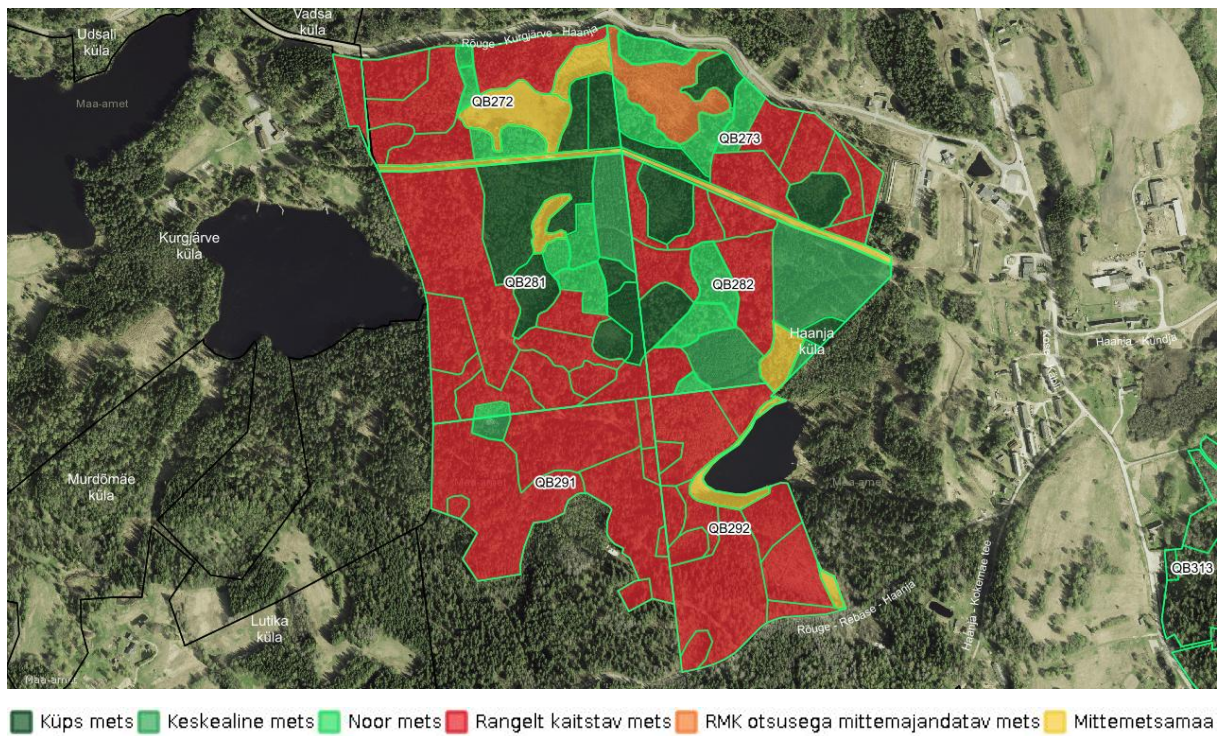 Udsali
küla
Vadsa
küla
Rõuge - Kurgjärve - Haanja
Maa-amet
QB272
QB273
Kurgjärve
küla
QB281
QB282
Haanja
küla
Haanja - Kündja
Murdõmäe
küla
QB291
Maa-amet
QB292
QB313
Lutika
küla
Rõuge - Rebäse - Haanja
Haanja - Kokemäe tee
Maa-amet
Küps mets Keskealine mets Noor mets Rangelt kaitstav mets RMK otsusega mittemajandatav mets Mittemetsamaa